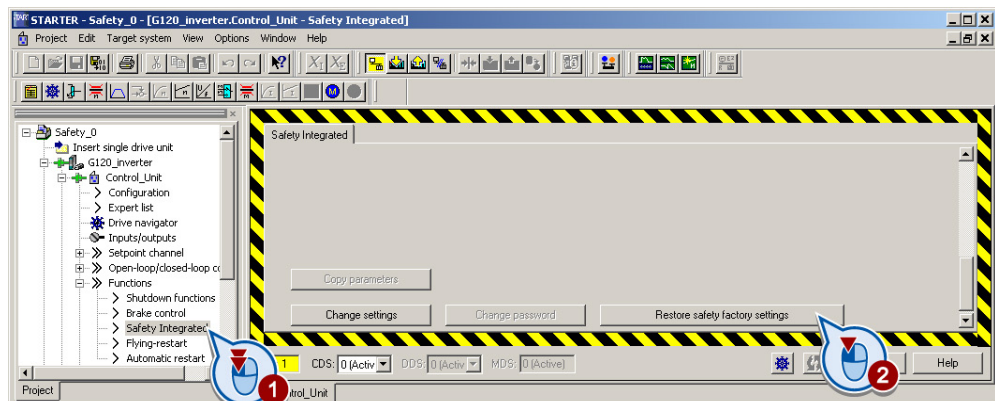 STARTER - Safety_0 - [G120_inverter.Control_Unit - Safety Integrated]
Project Edit Target system View Options Window Help
Safety_0
Insert single drive unit
G120_inverter
Control_Unit
Configuration
Expert list
Drive navigator
Inputs/outputs
Setpoint channel
Open-loop/closed-loop co
Functions
Shutdown functions
Brake control
Safety Integrated
Flying-restart
Automatic restart
Project
Safety Integrated
Copy parameters
Change settings Change password Restore safety factory settings
1 CDS: 0 (Activ DDS: 0 (Activ MDS: 0 (Active) Help
trol_Unit
1
2